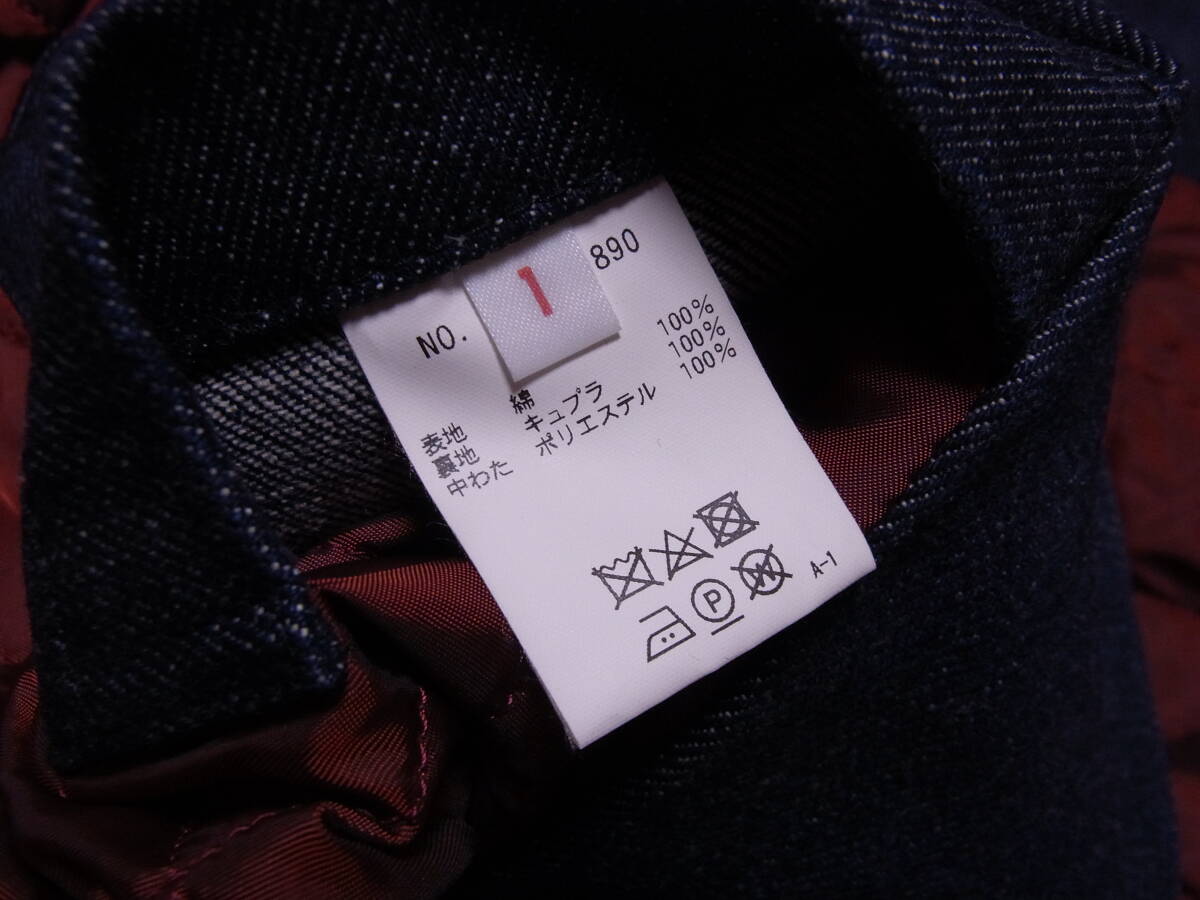 NO. 1 890
表地 綿 100%
裏地 キュプラ 100%
中わた ポリエステル 100%
P W A-1